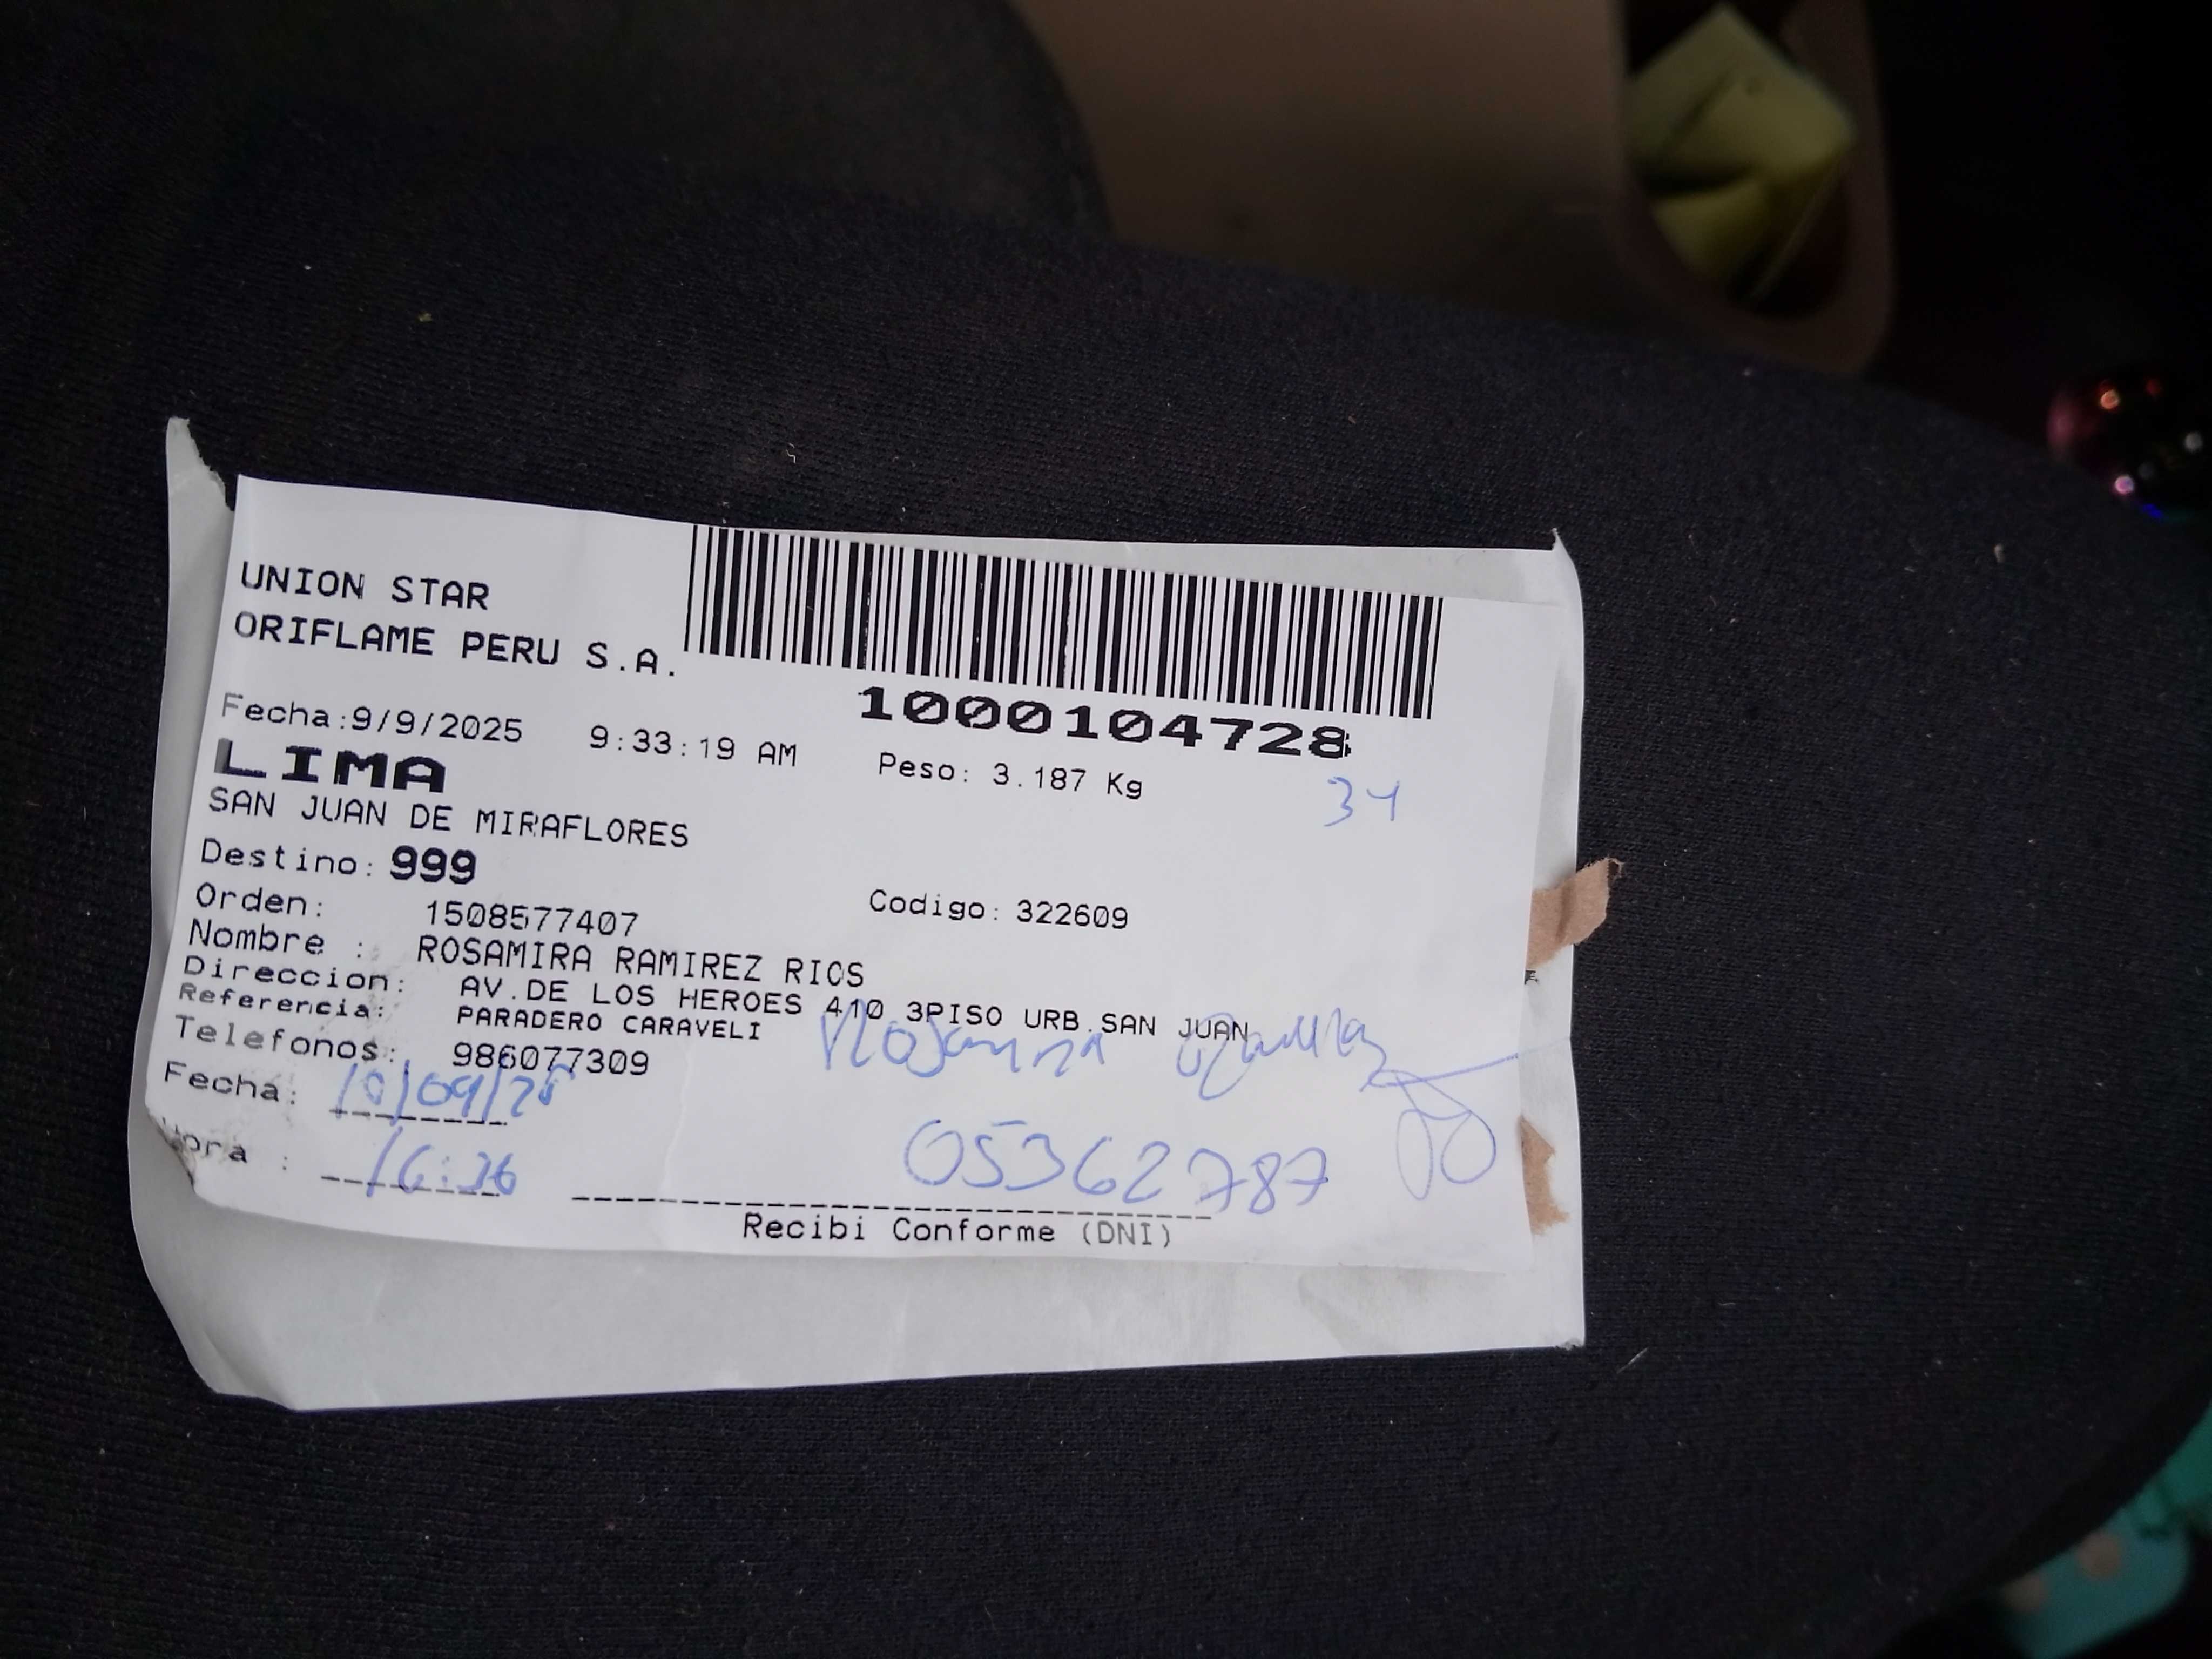 UNION STAR
ORIFLAME PERU S.A.
1000104728
Fecha:9/9/2025 9:33:19 AM
Peso: 3.187 Kg
LIMA
34
SAN JUAN DE MIRAFLORES
Destino: 999
Codigo: 322609
Orden: 1508577407
Nombre : ROSAMIRA RAMIREZ RIOS
Direccion: AV.DE LOS HEROES 410 3PISO URB.SAN JUAN
Referencia: PARADERO CARAVELI
Telefonos: 986077309
Fecha: 10/09/25
Hora : 16:36
05362787
Recibi Conforme (DNI)